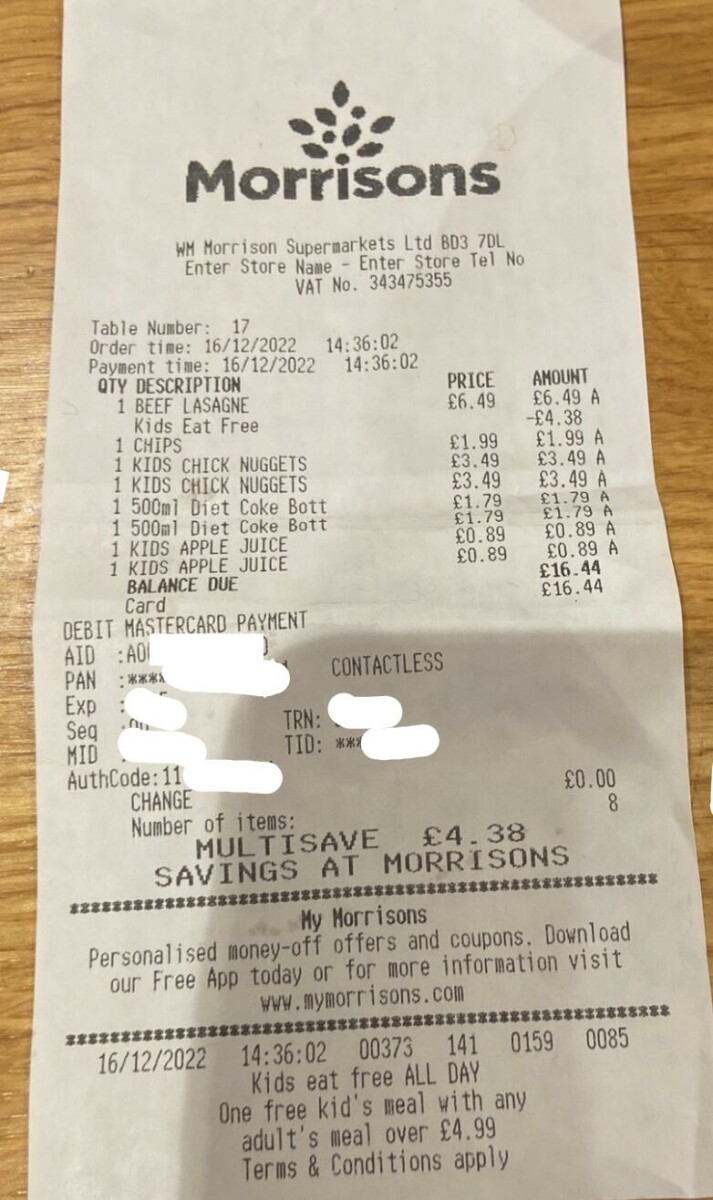 Morrisons
WM Morrison Supermarkets Ltd BD3 7DL
Enter Store Name - Enter Store Tel No
VAT No. 343475355
Table Number: 17
Order time: 16/12/2022 14:36:02
Payment time: 16/12/2022 14:36:02
QTY DESCRIPTION PRICE AMOUNT
1 BEEF LASAGNE £6.49 £6.49 A
Kids Eat Free -£4.38
1 CHIPS £1.99 £1.99 A
1 KIDS CHICK NUGGETS £3.49 £3.49 A
1 KIDS CHICK NUGGETS £3.49 £3.49 A
1 500ml Diet Coke Bott £1.79 £1.79 A
1 500ml Diet Coke Bott £1.79 £1.79 A
1 KIDS APPLE JUICE £0.89 £0.89 A
1 KIDS APPLE JUICE £0.89 £0.89 A
BALANCE DUE £16.44
Card £16.44
DEBIT MASTERCARD PAYMENT
AID :A0
PAN :**** CONTACTLESS
Exp :
Seq : TRN:
MID : TID: ***
AuthCode:11
CHANGE £0.00
Number of items: 8
MULTISAVE £4.38
SAVINGS AT MORRISONS
My Morrisons
Personalised money-off offers and coupons. Download
our Free App today or for more information visit
www.mymorrisons.com
16/12/2022 14:36:02 00373 141 0159 0085
Kids eat free ALL DAY
One free kid's meal with any
adult's meal over £4.99
Terms & Conditions apply